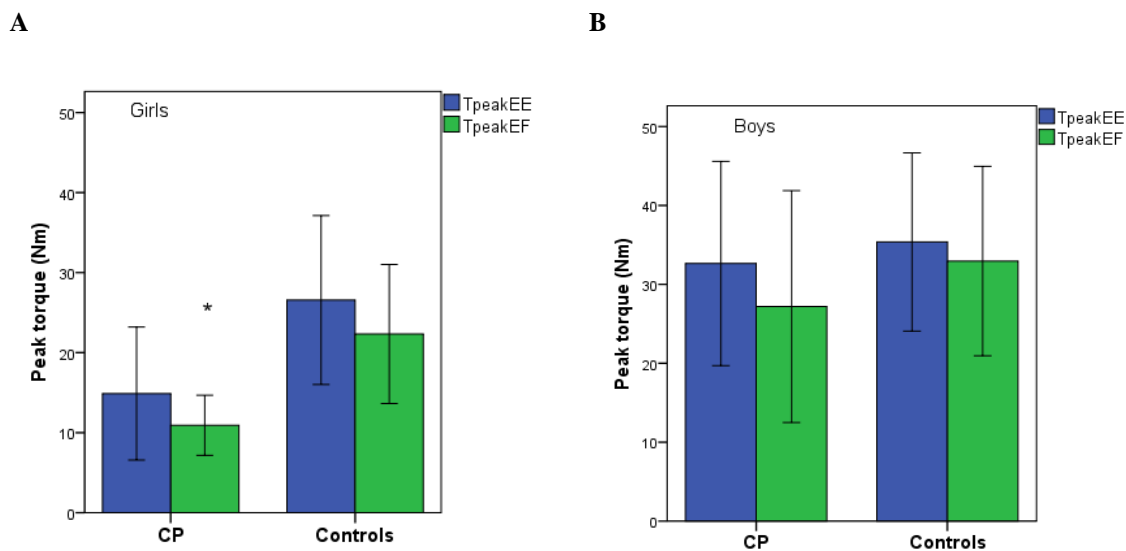 A
Girls
TpeakEE
TpeakEF
Peak torque (Nm)
50
40
30
20
10
0
*
CP
Controls
B
Boys
TpeakEE
TpeakEF
Peak torque (Nm)
50
40
30
20
10
0
CP
Controls